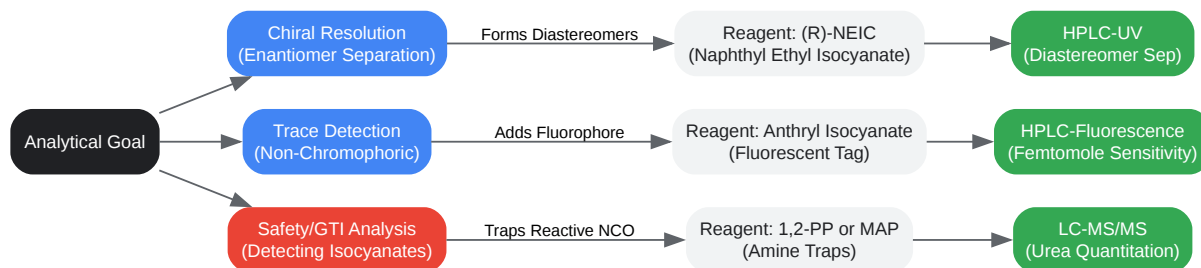 Chiral Resolution
(Enantiomer Separation)
Forms Diastereomers
Reagent: (R)-NEIC
(Naphthyl Ethyl Isocyanate)
HPLC-UV
(Diastereomer Sep)
Analytical Goal
Trace Detection
(Non-Chromophoric)
Adds Fluorophore
Reagent: Anthryl Isocyanate
(Fluorescent Tag)
HPLC-Fluorescence
(Femtomole Sensitivity)
Safety/GTI Analysis
(Detecting Isocyanates)
Traps Reactive NCO
Reagent: 1,2-PP or MAP
(Amine Traps)
LC-MS/MS
(Urea Quantitation)